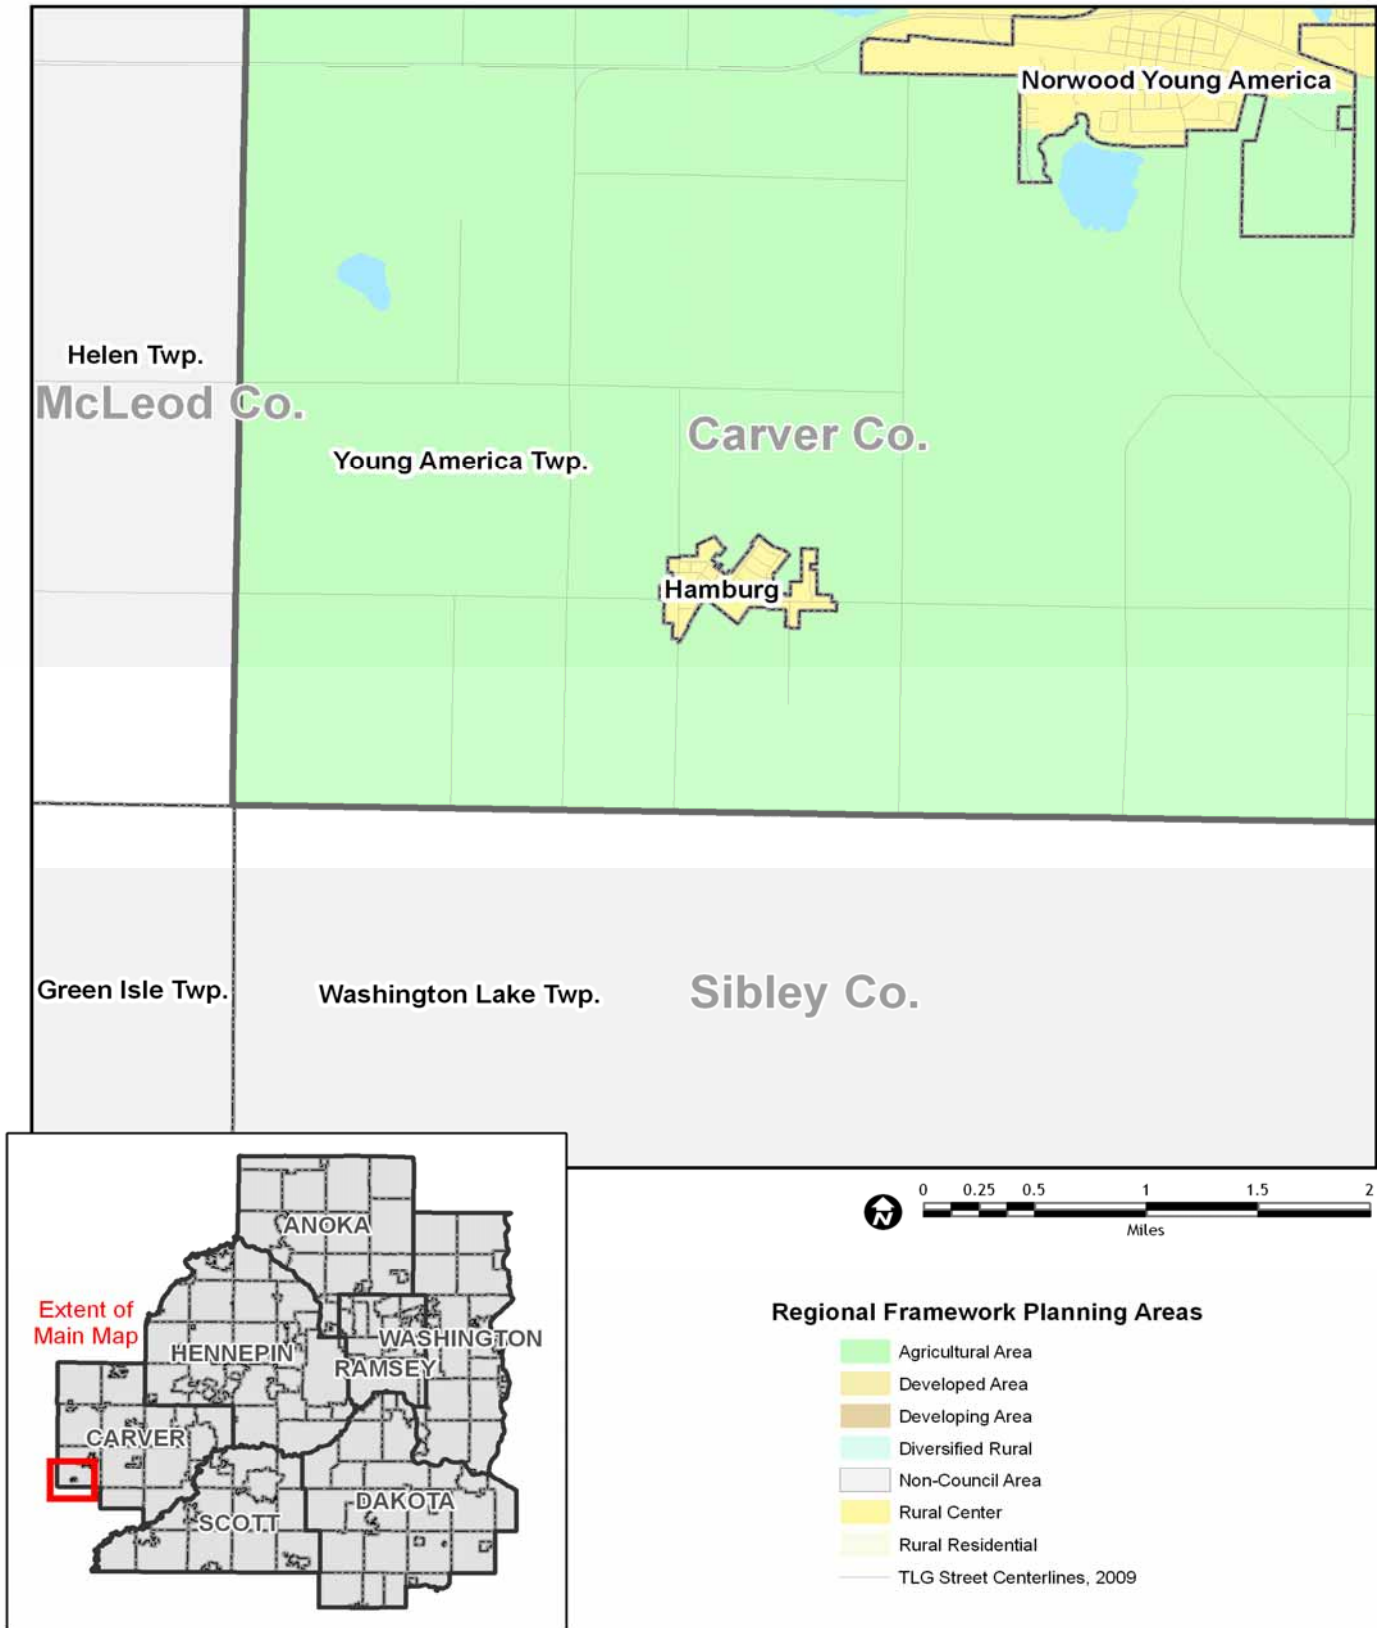 Norwood Young America
Helen Twp.
McLeod Co.
Carver Co.
Young America Twp.
Hamburg
Green Isle Twp.
Washington Lake Twp.
Sibley Co.
Extent of
Main Map
ANOKA
HENNEPIN
WASHINGTON
RAMSEY
CARVER
SCOTT
DAKOTA
N
0 0.25 0.5 1 1.5 2
Miles
Regional Framework Planning Areas
Agricultural Area
Developed Area
Developing Area
Diversified Rural
Non-Council Area
Rural Center
Rural Residential
TLG Street Centerlines, 2009